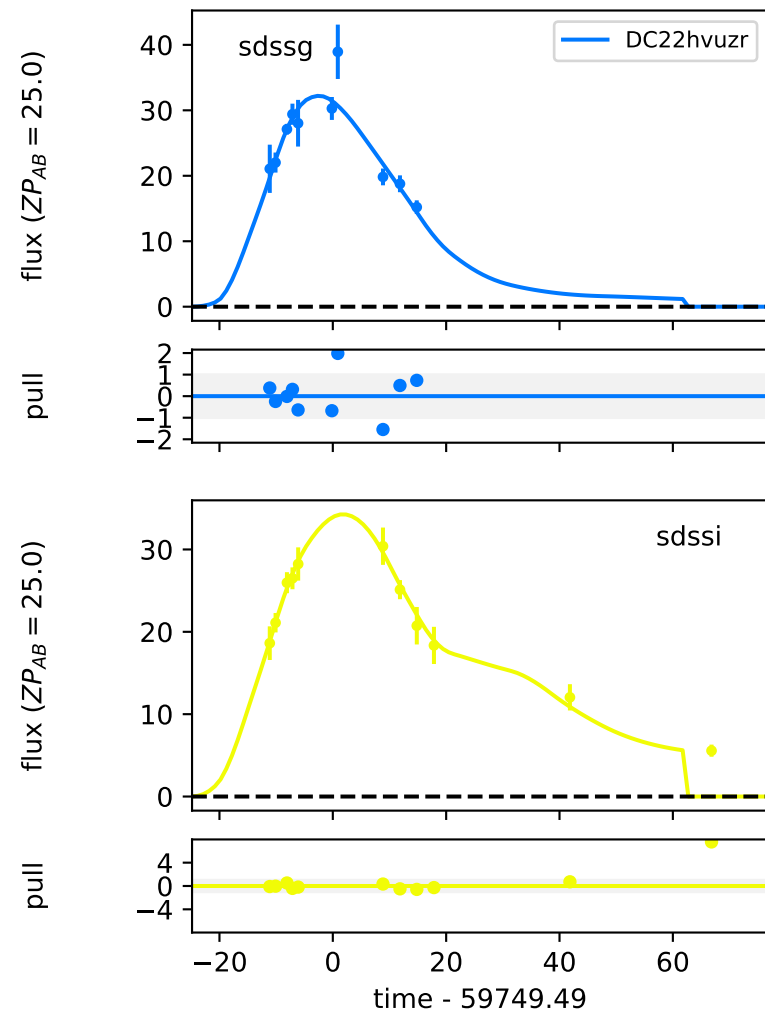 sdssg
DC22hvuzr
flux (ZP_AB = 25.0)
40
30
20
10
0
pull
2
1
0
−1
−2
sdssi
flux (ZP_AB = 25.0)
30
20
10
0
pull
4
0
−4
−20 0 20 40 60
time - 59749.49